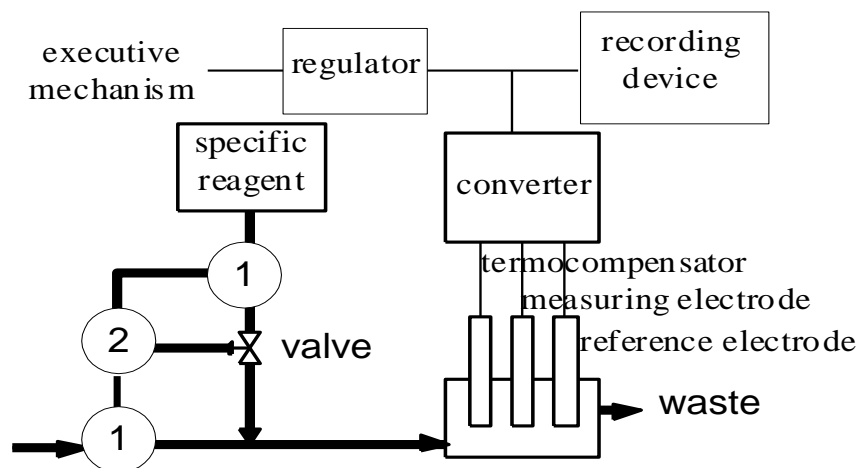 executive
mechanism
regulator
recording
device
specific
reagent
converter
1
termocompensator
measuring electrode
2
valve
reference electrode
waste
1